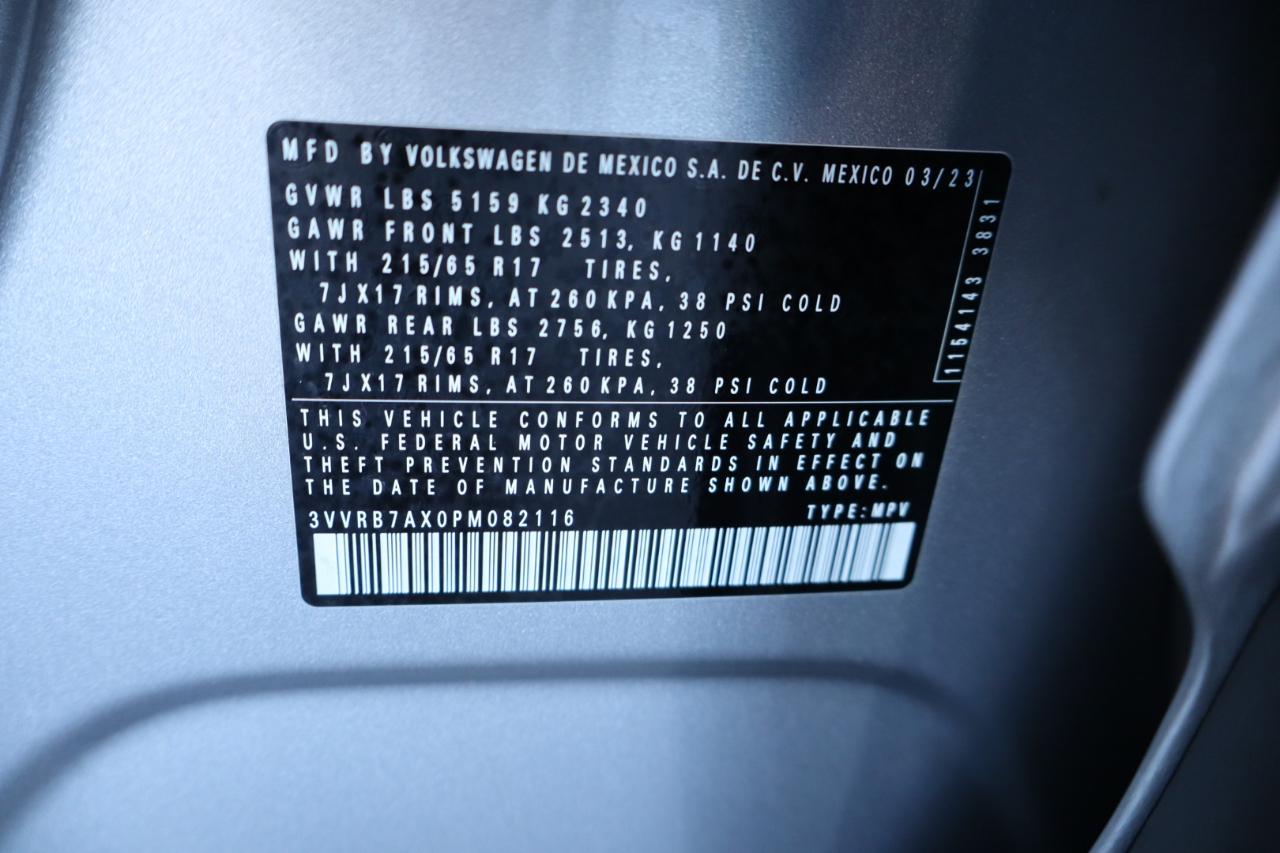 MFD BY VOLKSWAGEN DE MEXICO S.A. DE C.V. MEXICO 03/23
GVWR LBS 5159 KG 2340
GAWR FRONT LBS 2513, KG 1140
WITH 215/65 R17 TIRES,
7JX17 RIMS, AT 260 KPA, 38 PSI COLD
GAWR REAR LBS 2756, KG 1250
WITH 215/65 R17 TIRES,
7JX17 RIMS, AT 260 KPA, 38 PSI COLD
1154143 3831
THIS VEHICLE CONFORMS TO ALL APPLICABLE
U.S. FEDERAL MOTOR VEHICLE SAFETY AND
THEFT PREVENTION STANDARDS IN EFFECT ON
THE DATE OF MANUFACTURE SHOWN ABOVE.
3VVRB7AX0PM082116 TYPE:MPV